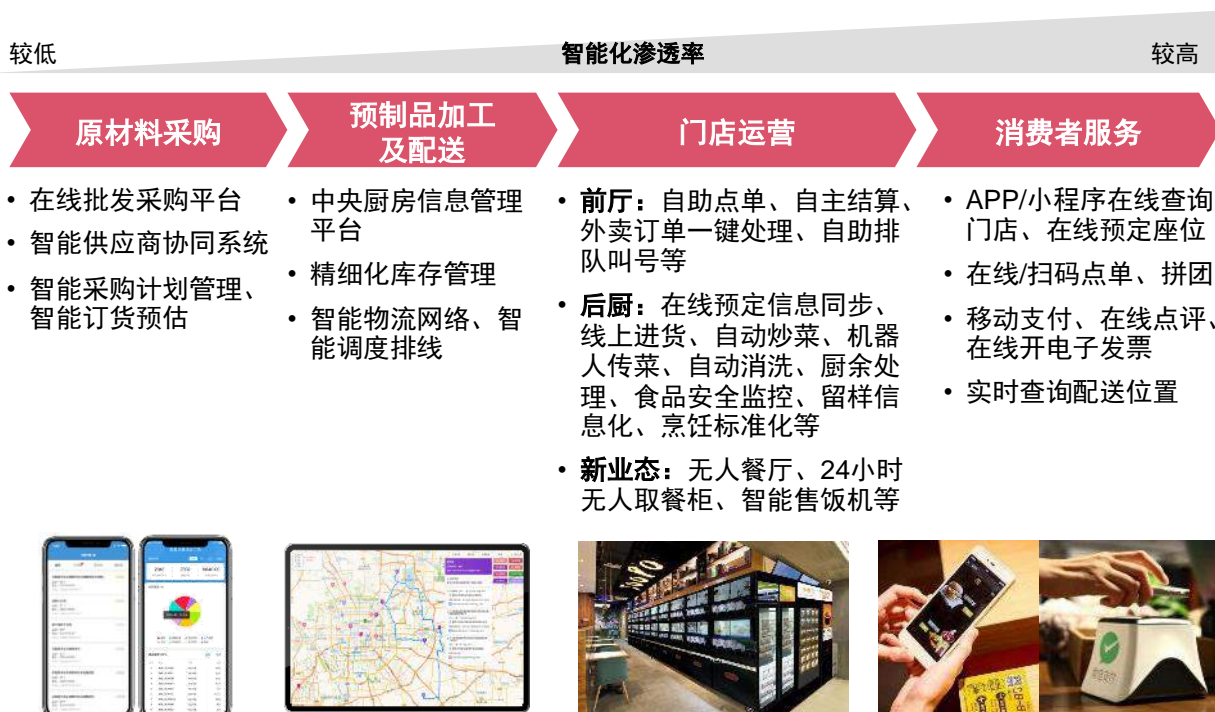 较低
智能化渗透率
较高
原材料采购
预制品加工
及配送
门店运营
消费者服务
• 在线批发采购平台
• 智能供应商协同系统
• 智能采购计划管理、
智能订货预估
• 中央厨房信息管理
平台
• 精细化库存管理
• 智能物流网络、智
能调度排线
• 前厅：自助点单、自主结算、
外卖订单一键处理、自助排
队叫号等
• 后厨：在线预定信息同步、
线上进货、自动炒菜、机器
人传菜、自动消洗、厨余处
理、食品安全监控、留样信
息化、烹饪标准化等
• 新业态：无人餐厅、24小时
无人取餐柜、智能售饭机等
• APP/小程序在线查询
门店、在线预定座位
• 在线/扫码点单、拼团
• 移动支付、在线点评、
在线开电子发票
• 实时查询配送位置